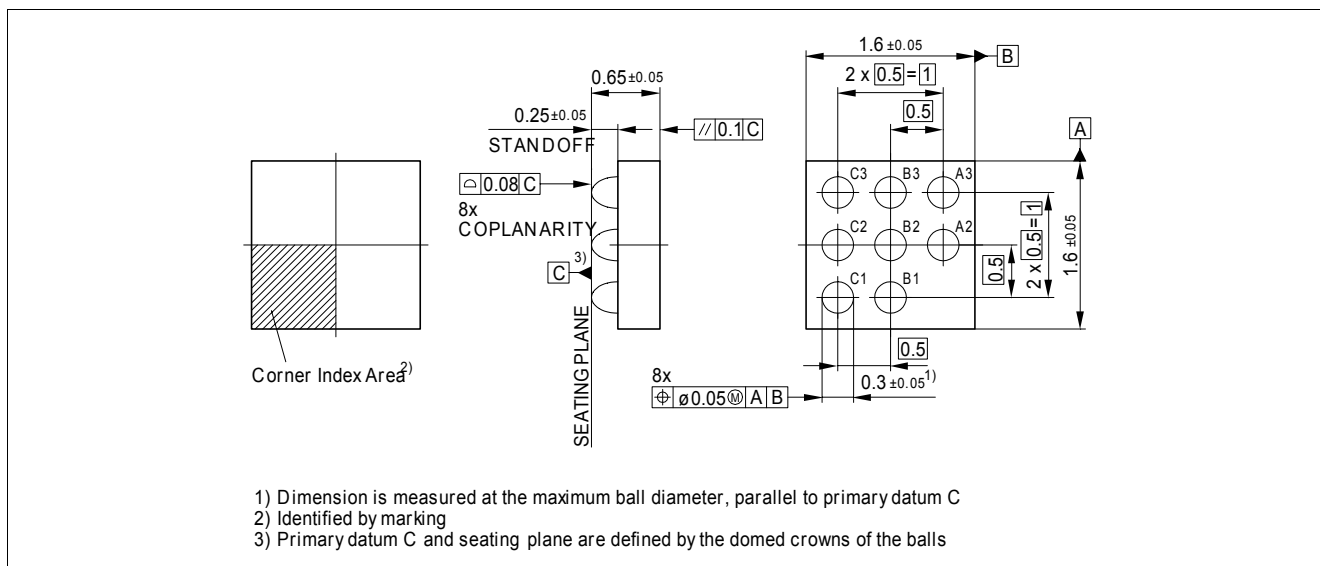 1.6 ±0.05
B
2 x 0.5 = 1
0.5
0.65 ±0.05
0.25 ±0.05
STANDOFF
// 0.1 C
A
⌓ 0.08 C
8x
COPLANARITY
C3 B3 A3
C2 B2 A2
C1 B1
0.5
2 x 0.5 = 1
1.6 ±0.05
C 3)
SEATING PLANE
Corner Index Area 2)
0.5
8x
0.3 ±0.05 1)
⌖ ø0.05 Ⓜ A B
1) Dimension is measured at the maximum ball diameter, parallel to primary datum C
2) Identified by marking
3) Primary datum C and seating plane are defined by the domed crowns of the balls